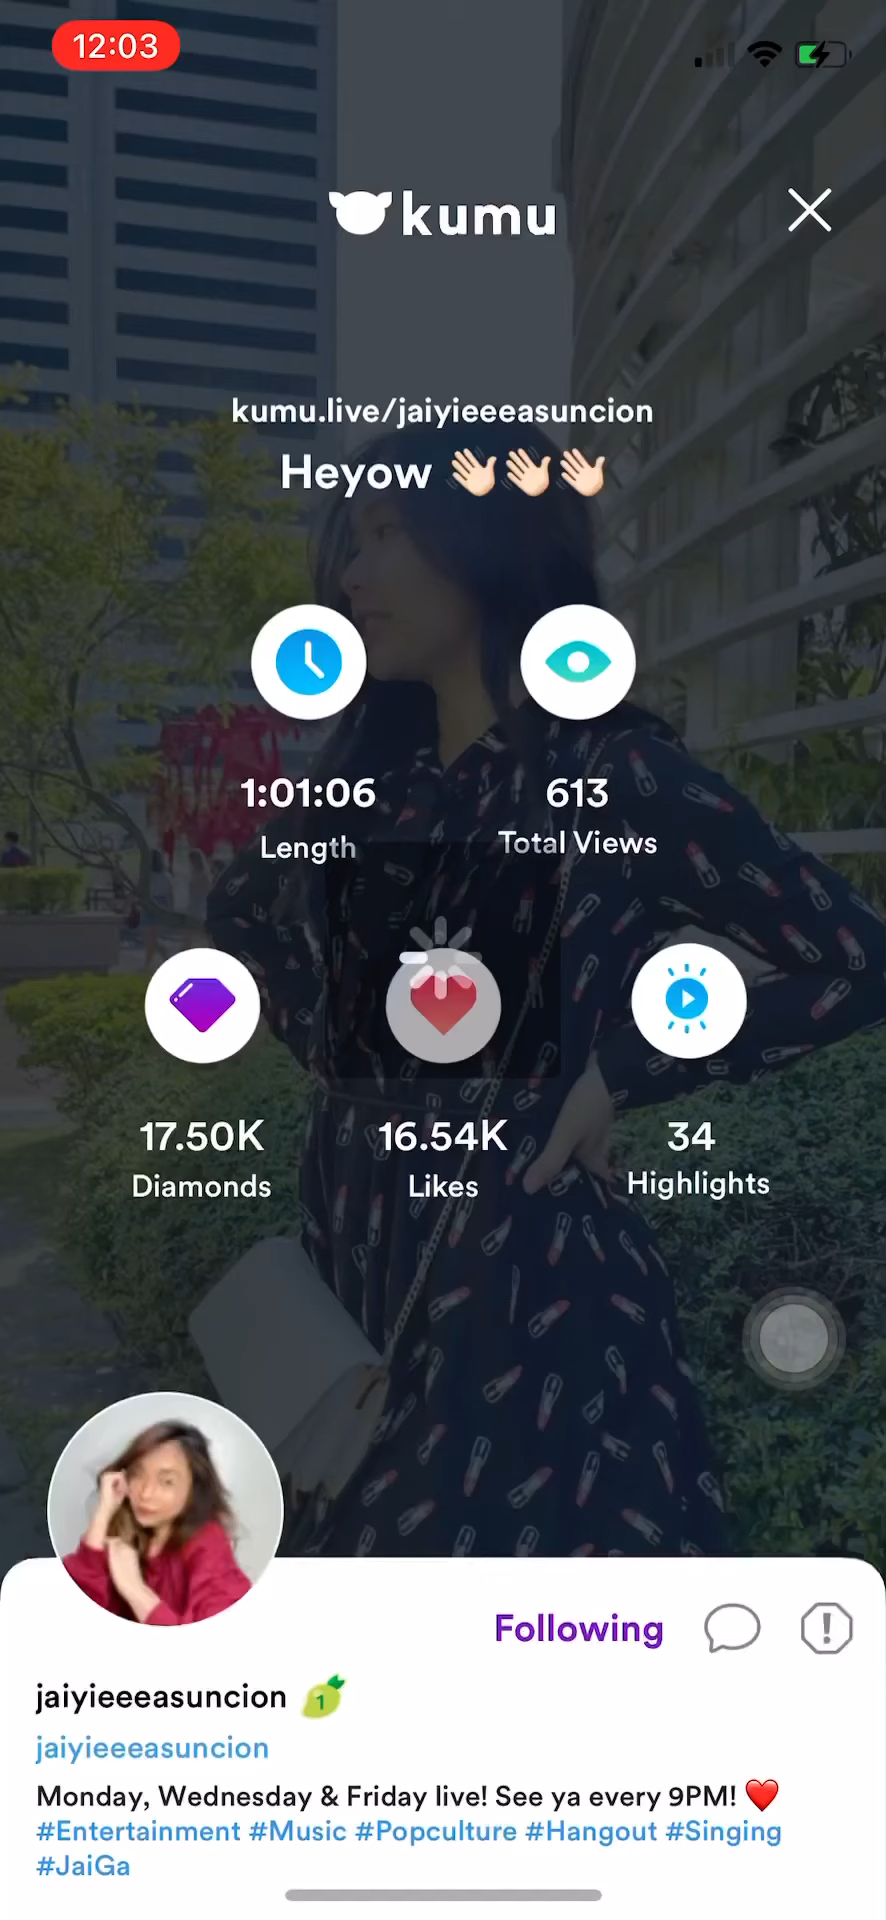 12:03
kumu
kumu.live/jaiyieeeasuncion
Heyow 👋🏻👋🏻👋🏻
1:01:06
Length
613
Total Views
17.50K
Diamonds
16.54K
Likes
34
Highlights
Following
jaiyieeeasuncion 1
jaiyieeeasuncion
Monday, Wednesday & Friday live! See ya every 9PM! ❤️
#Entertainment #Music #Popculture #Hangout #Singing
#JaiGa